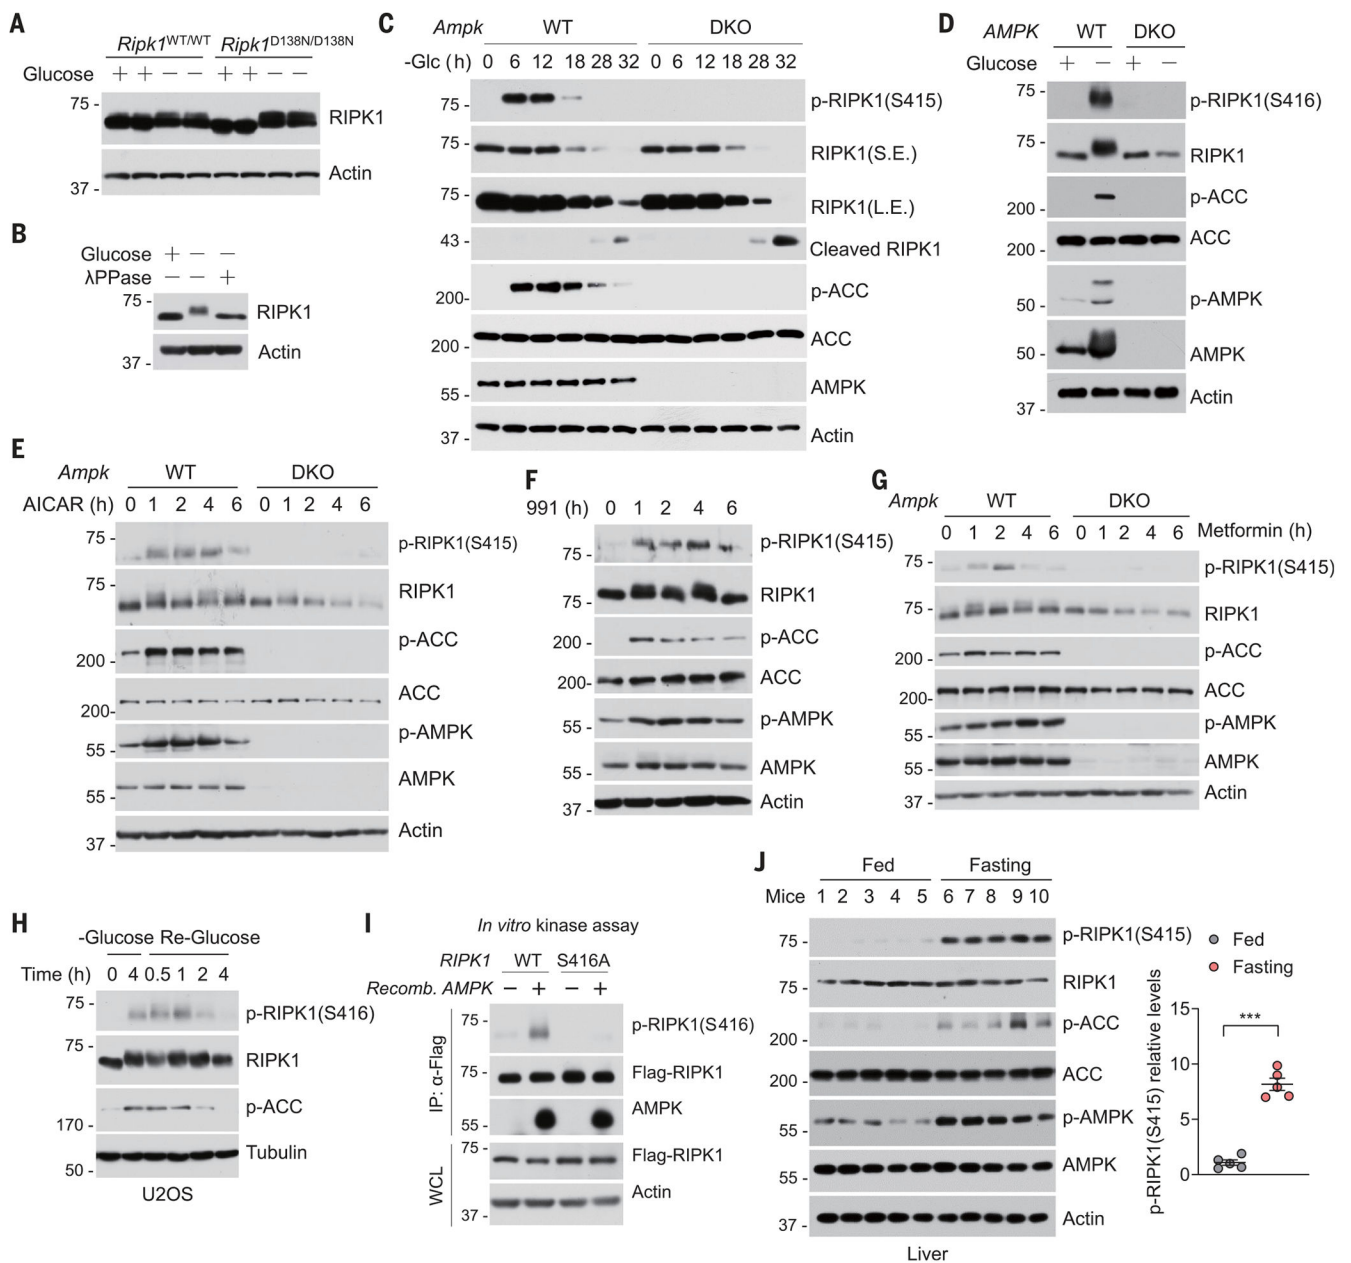 A
Ripk1WT/WT Ripk1D138N/D138N
Glucose + + − − + + − −
75 -
RIPK1
37 -
Actin
B
Glucose + − −
λPPase − − +
75 -
RIPK1
37 -
Actin
C
Ampk WT DKO
-Glc (h) 0 6 12 18 28 32 0 6 12 18 28 32
75 - p-RIPK1(S415)
75 - RIPK1(S.E.)
75 - RIPK1(L.E.)
43 - Cleaved RIPK1
200- p-ACC
200 - ACC
55 - AMPK
37 - Actin
D
AMPK WT DKO
Glucose + − + −
75 - p-RIPK1(S416)
75 - RIPK1
200 - p-ACC
200 - ACC
50 - p-AMPK
50 - AMPK
37 - Actin
E
Ampk WT DKO
AICAR (h) 0 1 2 4 6 0 1 2 4 6
75 - p-RIPK1(S415)
75 - RIPK1
200 - p-ACC
200- ACC
55 - p-AMPK
55 - AMPK
37 - Actin
F
991 (h) 0 1 2 4 6
75 - p-RIPK1(S415)
75 - RIPK1
200 - p-ACC
200- ACC
55 - p-AMPK
55 - AMPK
37 - Actin
G
Ampk WT DKO
0 1 2 4 6 0 1 2 4 6 Metformin (h)
75 - p-RIPK1(S415)
75 - RIPK1
200 - p-ACC
200- ACC
55 - p-AMPK
55 - AMPK
37 - Actin
H
-Glucose Re-Glucose
Time (h) 0 4 0.5 1 2 4
75 - p-RIPK1(S416)
75 - RIPK1
170 - p-ACC
50 - Tubulin
U2OS
I
In vitro kinase assay
RIPK1 WT S416A
Recomb. AMPK − + − +
IP: α-Flag
75 - p-RIPK1(S416)
75 - Flag-RIPK1
55 - AMPK
WCL
75 - Flag-RIPK1
37 - Actin
J
Fed Fasting
Mice 1 2 3 4 5 6 7 8 9 10
75 - p-RIPK1(S415)
75 - RIPK1
200 - p-ACC
200 - ACC
55 - p-AMPK
55 - AMPK
37 - Actin
Liver
Fed
Fasting
p-RIPK1(S415) relative levels
15
10
5
0
***